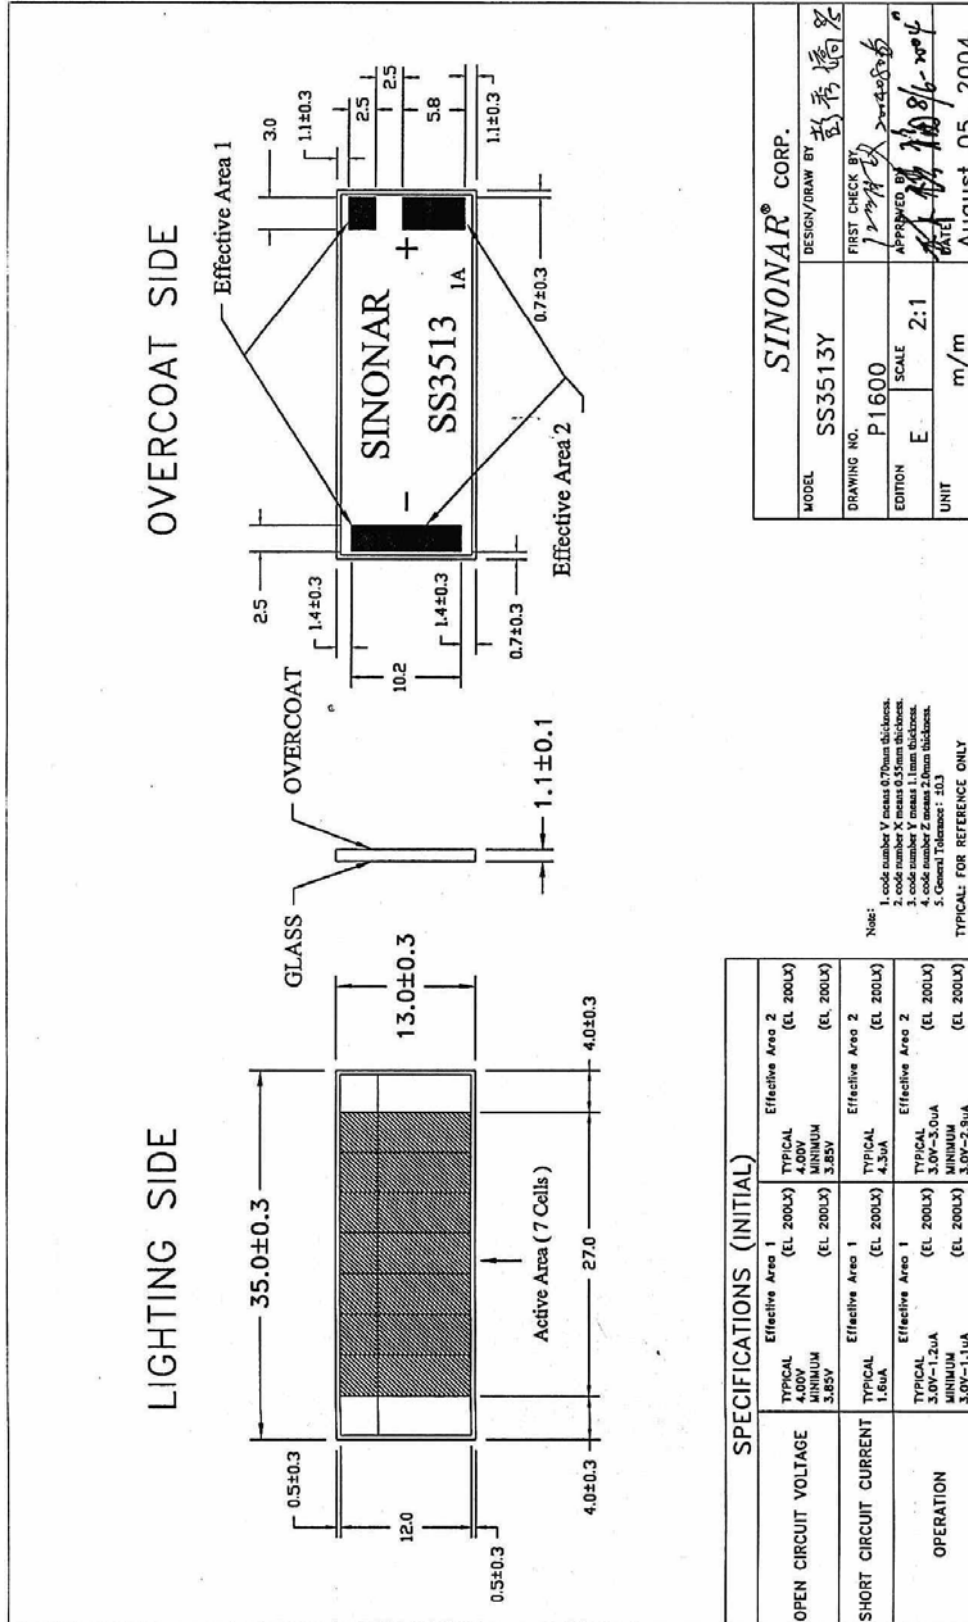 LIGHTING SIDE
35.0±0.3
0.5±0.3
12.0
0.5±0.3
13.0±0.3
4.0±0.3
27.0
4.0±0.3
Active Area ( 7 Cells )
GLASS
OVERCOAT
1.1±0.1
OVERCOAT SIDE
2.5
1.4±0.3
10.2
1.4±0.3
0.7±0.3
3.0
1.1±0.3
2.5
2.5
5.8
1.1±0.3
0.7±0.3
Effective Area 1
Effective Area 2
− +
SINONAR
SS3513
1A
SPECIFICATIONS (INITIAL)
OPEN CIRCUIT VOLTAGE
Effective Area 1
TYPICAL (EL 200LX)
4.00V
MINIMUM
3.85V (EL 200LX)
Effective Area 2
TYPICAL (EL 200LX)
4.00V
MINIMUM
3.85V (EL 200LX)
SHORT CIRCUIT CURRENT
Effective Area 1
TYPICAL (EL 200LX)
1.6uA
Effective Area 2
TYPICAL (EL 200LX)
4.3uA
OPERATION
Effective Area 1
TYPICAL
3.0V-1.2uA (EL 200LX)
MINIMUM
3.0V-1.1uA (EL 200LX)
Effective Area 2
TYPICAL
3.0V-3.0uA (EL 200LX)
MINIMUM
3.0V-2.9uA (EL 200LX)
Note:
1. code number V means 0.70mm thickness.
2. code number X means 0.55mm thickness.
3. code number Y means 1.1mm thickness.
4. code number Z means 2.0mm thickness.
5. General Tolerance : ±0.3
TYPICAL: FOR REFERENCE ONLY
SINONAR® CORP.
MODEL
SS3513Y
DESIGN/DRAW BY
DRAWING NO.
P1600
FIRST CHECK BY
EDITION
E
SCALE
2:1
APPROVED BY
UNIT
m/m
DATE
August 05, 2004